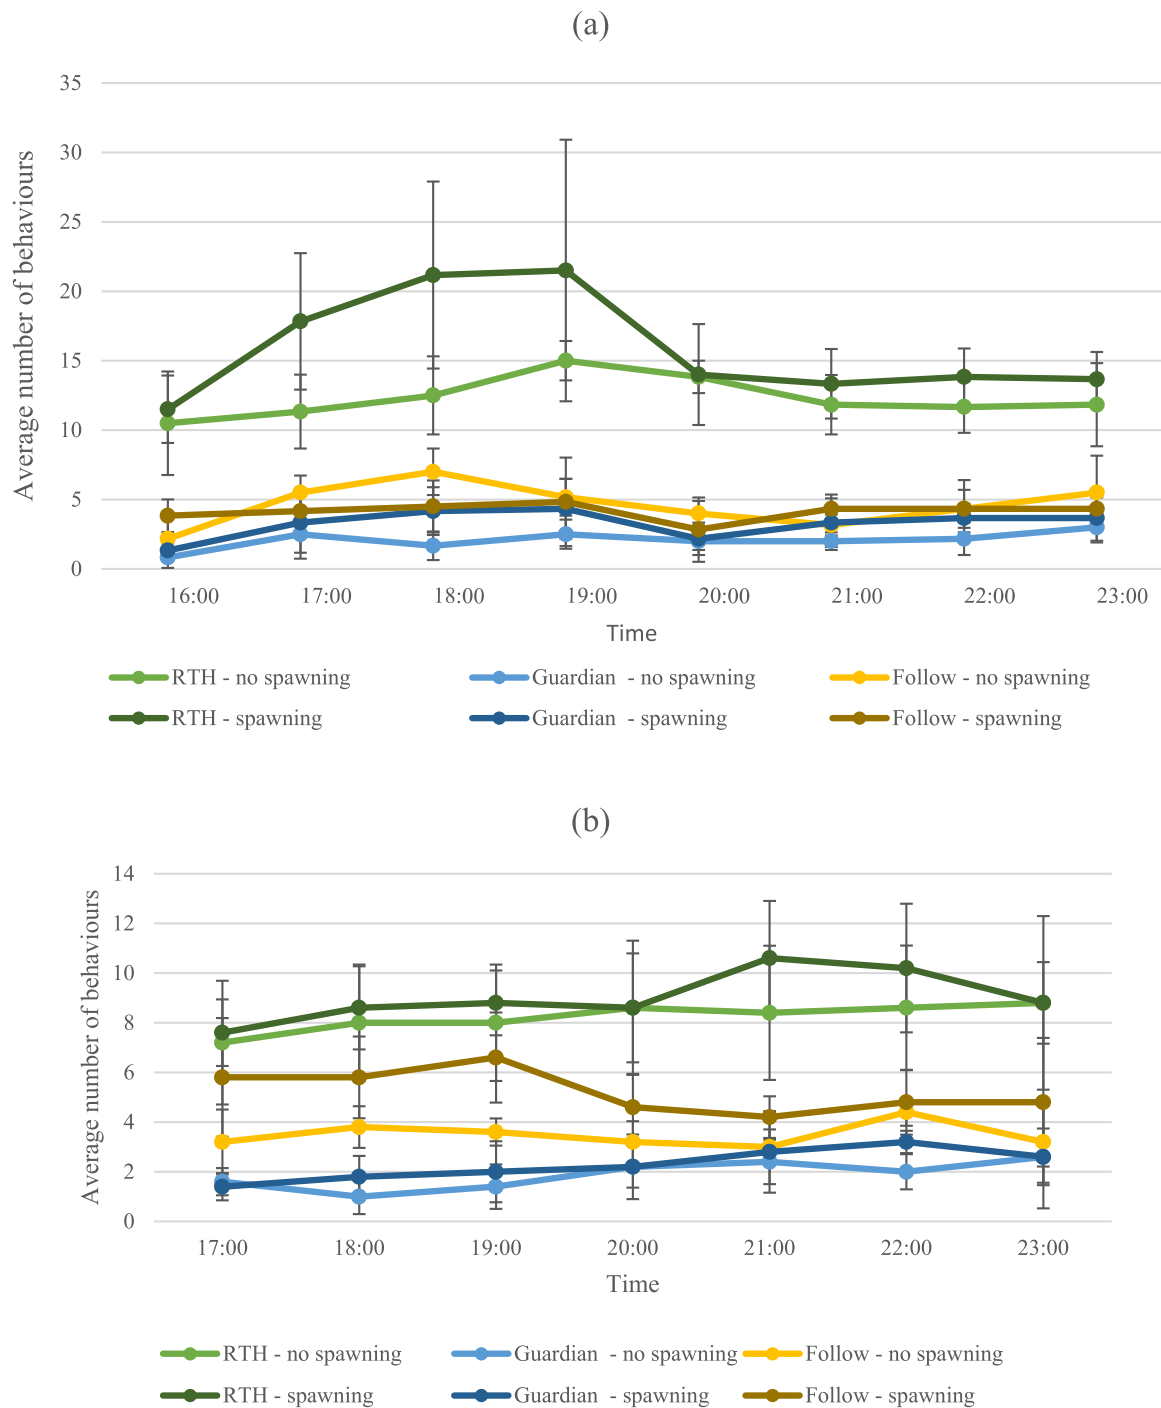 (a)
35
30
25
20
15
10
5
0
Average number of behaviours
16:00 17:00 18:00 19:00 20:00 21:00 22:00 23:00
Time
RTH - no spawning Guardian - no spawning Follow - no spawning
RTH - spawning Guardian - spawning Follow - spawning
(b)
14
12
10
8
6
4
2
0
Average number of behaviours
17:00 18:00 19:00 20:00 21:00 22:00 23:00
Time
RTH - no spawning Guardian - no spawning Follow - no spawning
RTH - spawning Guardian - spawning Follow - spawning